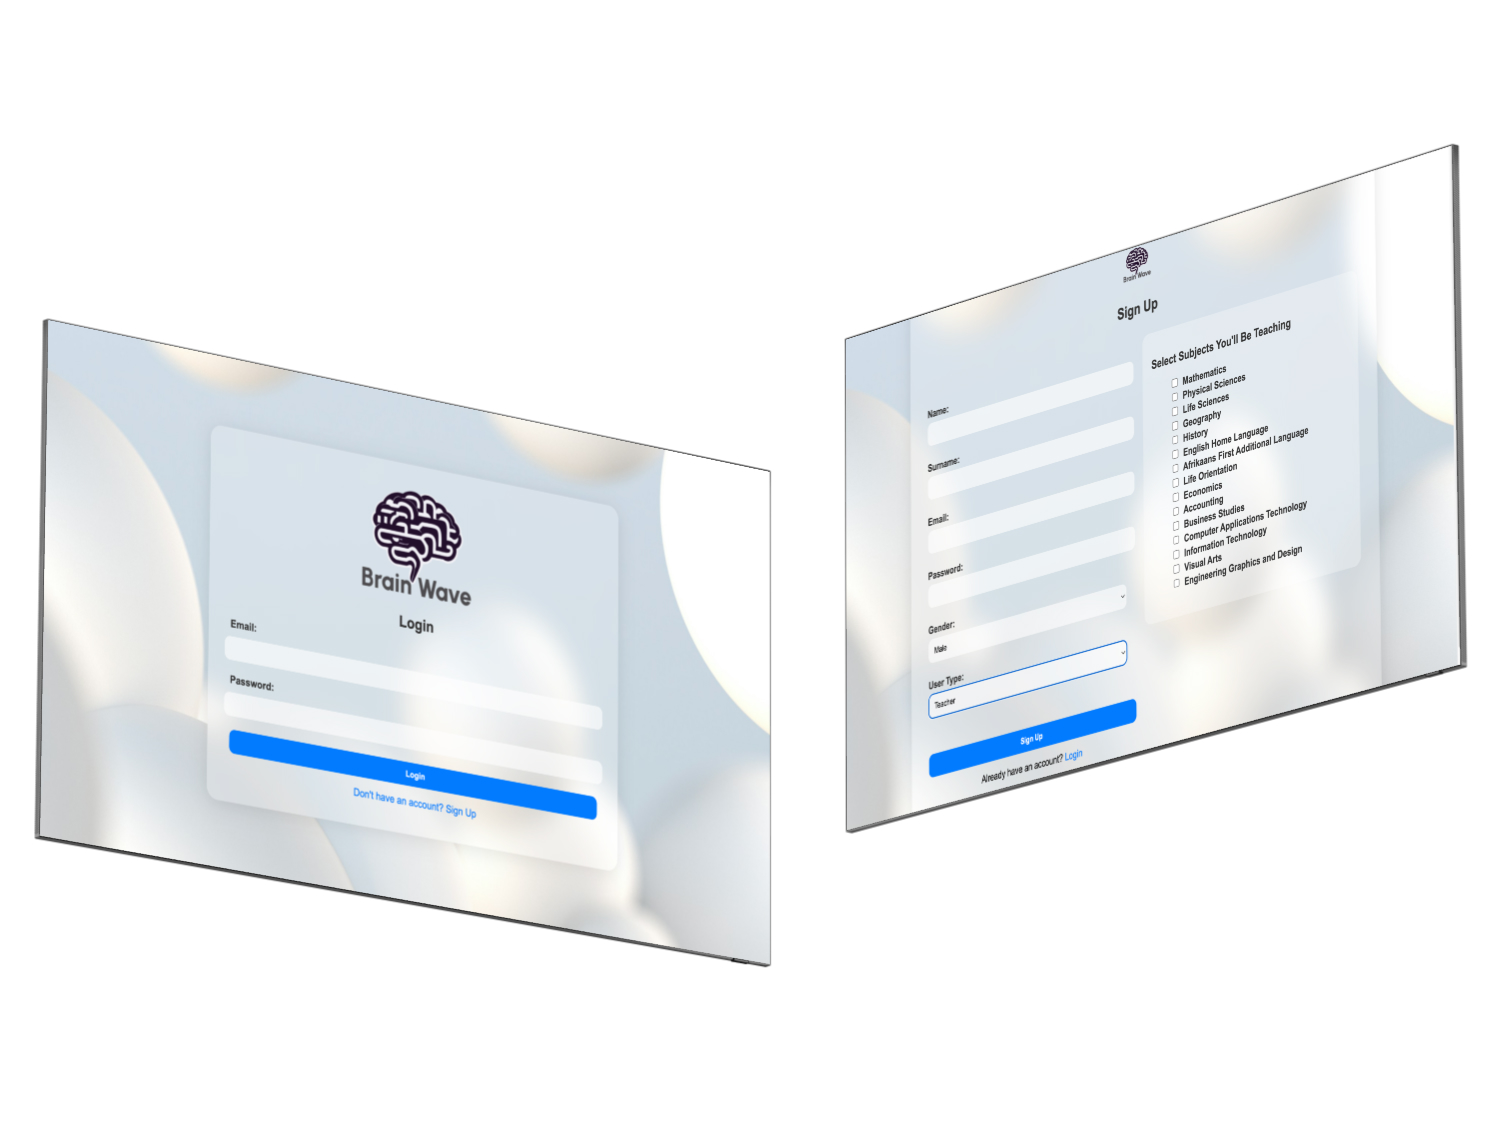 Brain Wave
Login
Email:
Password:
Login
Don't have an account? Sign Up
Brain Wave
Sign Up
Name:
Surname:
Email:
Password:
Gender:
Male
User Type:
Teacher
Sign Up
Already have an account? Login
Select Subjects You'll Be Teaching
Mathematics
Physical Sciences
Life Sciences
Geography
History
English Home Language
Afrikaans First Additional Language
Life Orientation
Economics
Accounting
Business Studies
Computer Applications Technology
Information Technology
Visual Arts
Engineering Graphics and Design